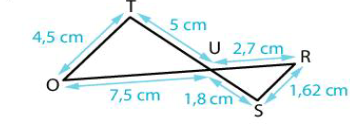 T
4,5 cm
5 cm
U
2,7 cm
R
O
7,5 cm
1,8 cm
1,62 cm
S